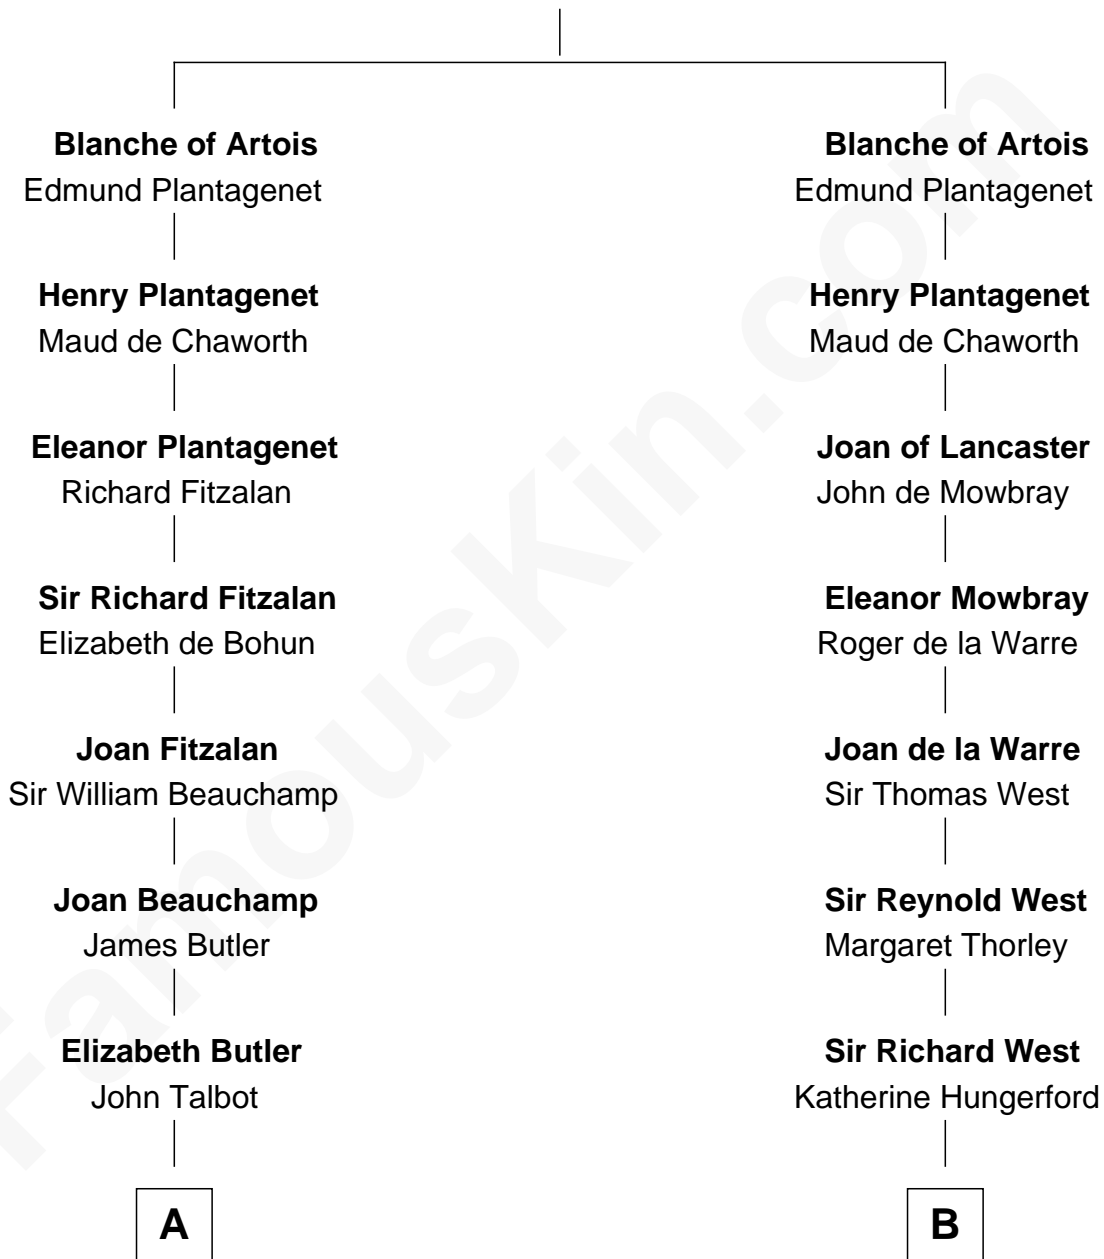 Blanche of Artois
Edmund Plantagenet
Henry Plantagenet
Maud de Chaworth
Eleanor Plantagenet
Richard Fitzalan
Sir Richard Fitzalan
Elizabeth de Bohun
Joan Fitzalan
Sir William Beauchamp
Joan Beauchamp
James Butler
Elizabeth Butler
John Talbot
A
Blanche of Artois
Edmund Plantagenet
Henry Plantagenet
Maud de Chaworth
Joan of Lancaster
John de Mowbray
Eleanor Mowbray
Roger de la Warre
Joan de la Warre
Sir Thomas West
Sir Reynold West
Margaret Thorley
Sir Richard West
Katherine Hungerford
B
FamousKin.com